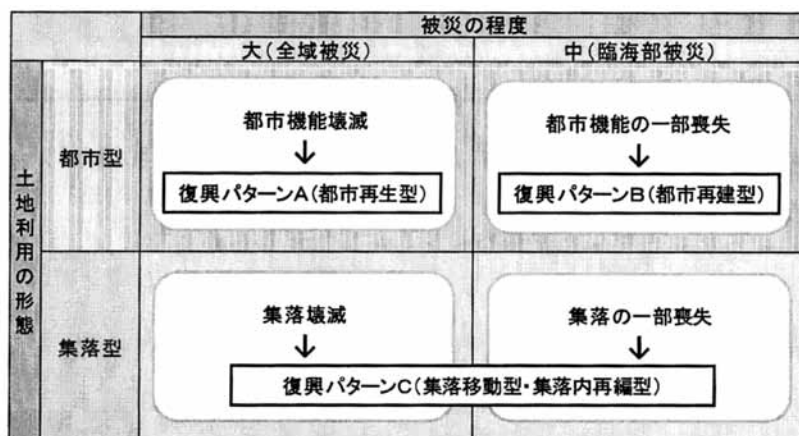 被災の程度
大(全域被災)
中(臨海部被災)
土地利用の形態
都市型
都市機能壊滅
↓
復興パターンA(都市再生型)
都市機能の一部喪失
↓
復興パターンB(都市再建型)
集落型
集落壊滅
↓
集落の一部喪失
↓
復興パターンC(集落移動型・集落内再編型)